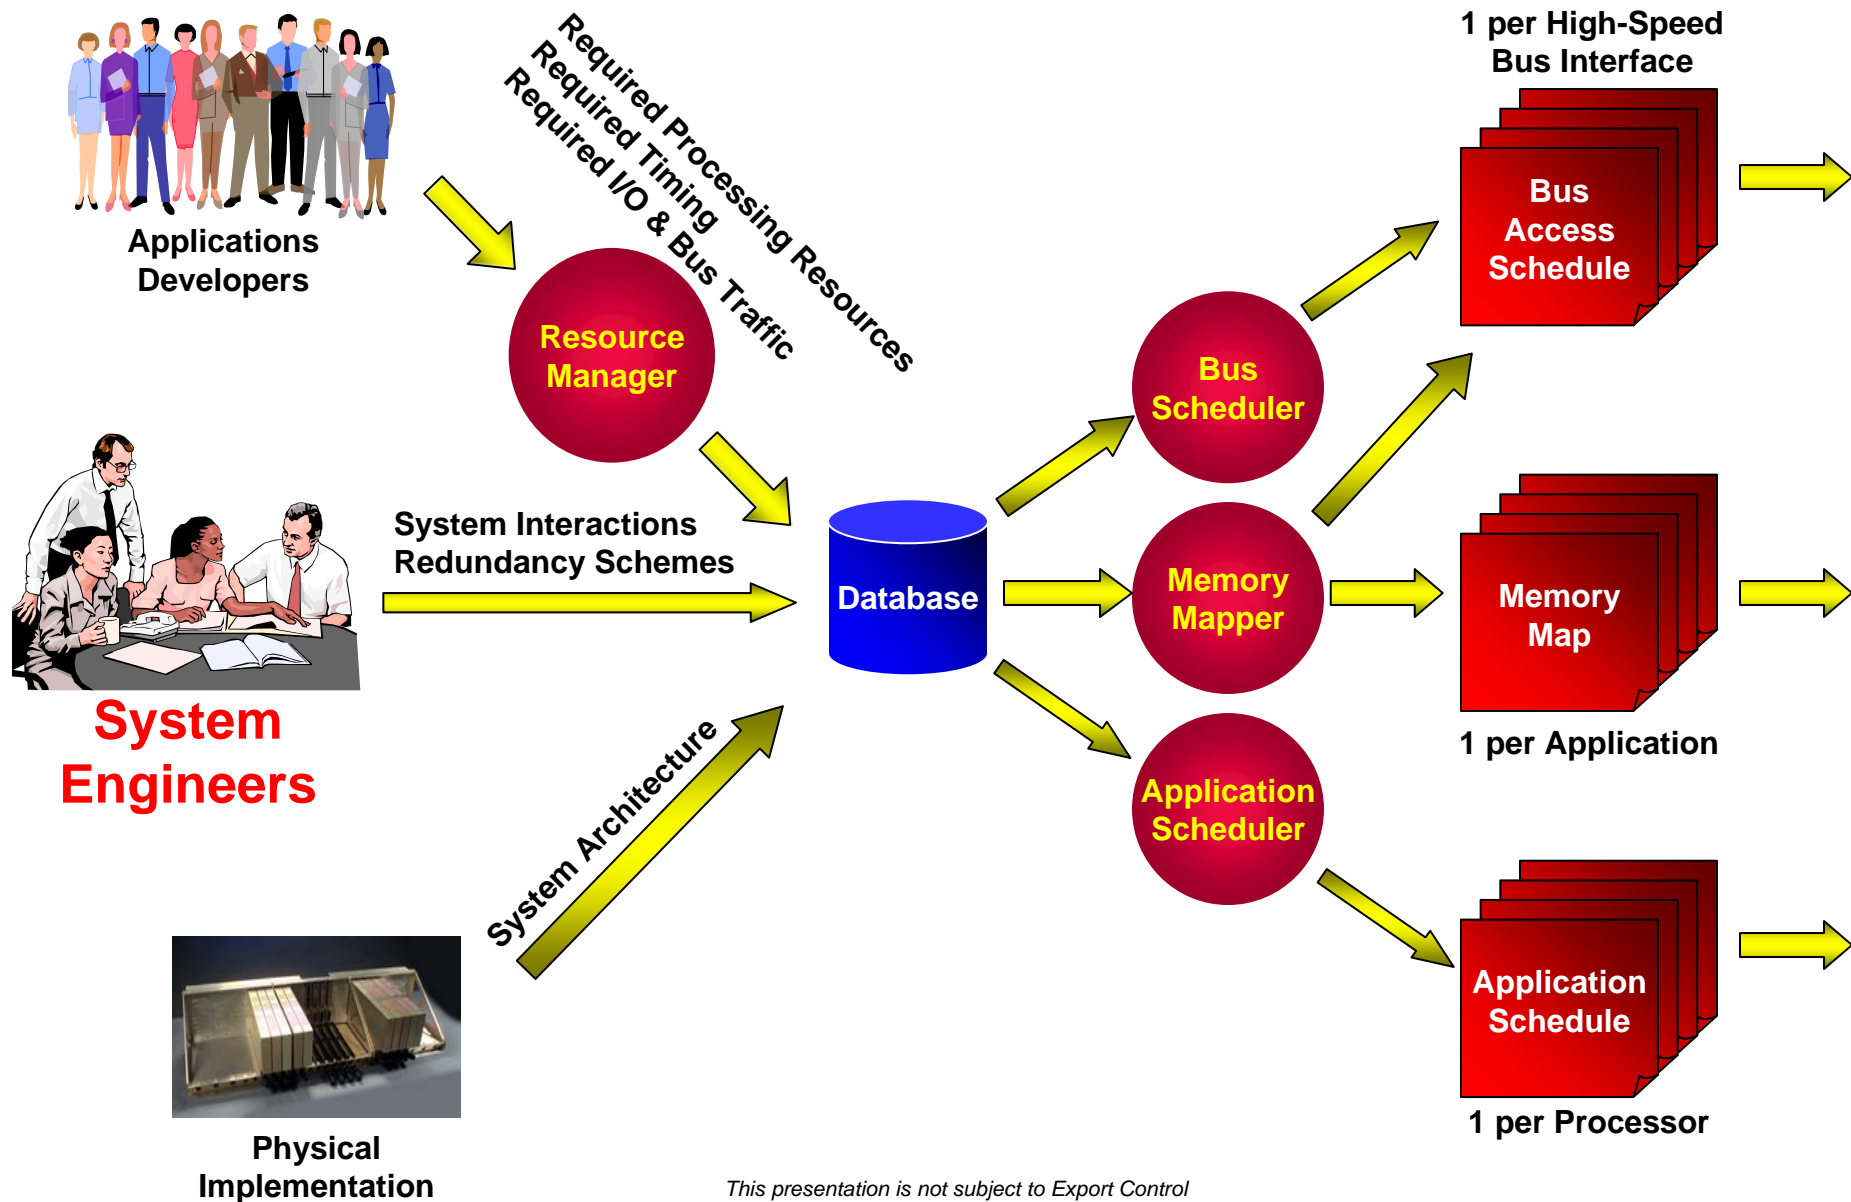 1 per High-Speed
Bus Interface
Required Processing Resources
Required Timing
Required I/O & Bus Traffic
Bus
Access
Schedule
Applications
Developers
Resource
Manager
Bus
Scheduler
System Interactions
Redundancy Schemes
Database
Memory
Mapper
Memory
Map
System
Engineers
1 per Application
System Architecture
Application
Scheduler
Application
Schedule
1 per Processor
Physical
Implementation
This presentation is not subject to Export Control